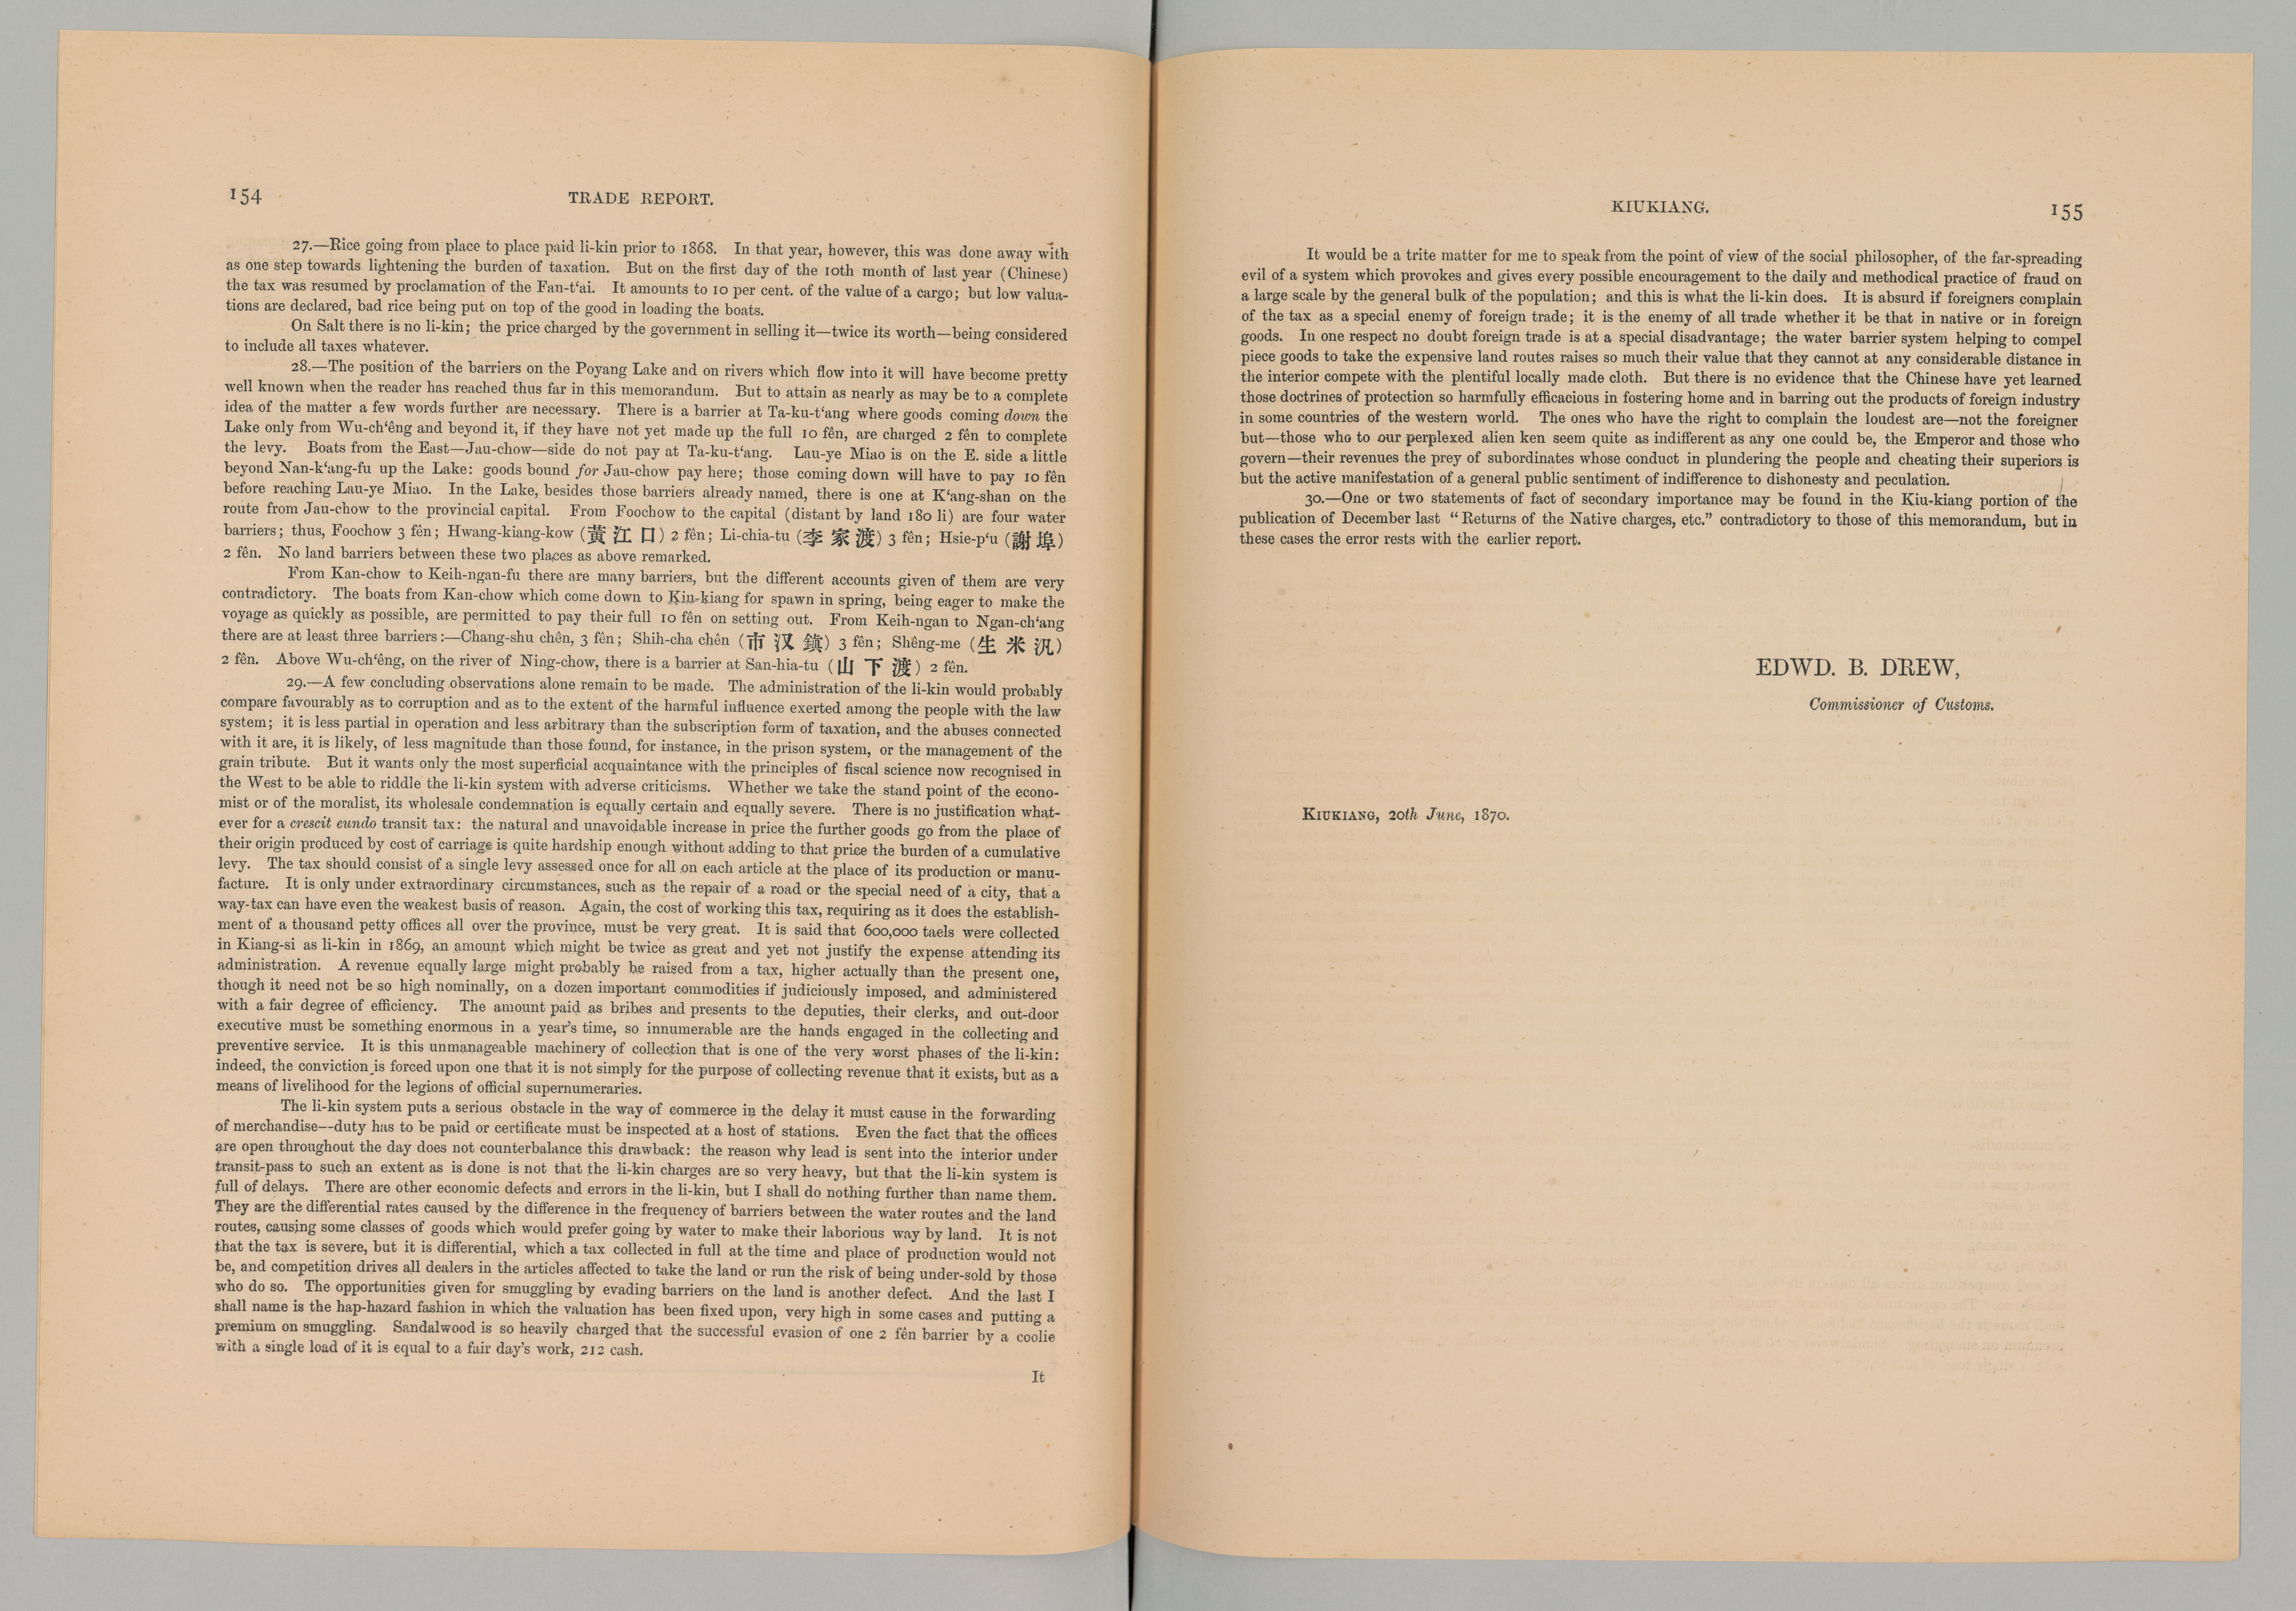 154
TRADE REPORT.
27.—Rice going from place to place paid li-kin prior to 1868. In that year, however, this was done away with
as one step towards lightening the burden of taxation. But on the first day of the 10th month of last year (Chinese)
the tax was resumed by proclamation of the Fan-t‘ai. It amounts to 10 per cent. of the value of a cargo; but low valua-
tions are declared, bad rice being put on top of the good in loading the boats.
On Salt there is no li-kin; the price charged by the government in selling it—twice its worth—being considered
to include all taxes whatever.
28.—The position of the barriers on the Poyang Lake and on rivers which flow into it will have become pretty
well known when the reader has reached thus far in this memorandum. But to attain as nearly as may be to a complete
idea of the matter a few words further are necessary. There is a barrier at Ta-ku-t‘ang where goods coming down the
Lake only from Wu-ch‘êng and beyond it, if they have not yet made up the full 10 fên, are charged 2 fên to complete
the levy. Boats from the East—Jau-chow—side do not pay at Ta-ku-t‘ang. Lau-ye Miao is on the E. side a little
beyond Nan-k‘ang-fu up the Lake: goods bound for Jau-chow pay here; those coming down will have to pay 10 fên
before reaching Lau-ye Miao. In the Lake, besides those barriers already named, there is one at K‘ang-shan on the
route from Jau-chow to the provincial capital. From Foochow to the capital (distant by land 180 li) are four water
barriers; thus, Foochow 3 fên; Hwang-kiang-kow (黃江口) 2 fên; Li-chia-tu (李家渡) 3 fên; Hsie-p‘u (謝埠)
2 fên. No land barriers between these two places as above remarked.
From Kan-chow to Keih-ngan-fu there are many barriers, but the different accounts given of them are very
contradictory. The boats from Kan-chow which come down to Kiu-kiang for spawn in spring, being eager to make the
voyage as quickly as possible, are permitted to pay their full 10 fên on setting out. From Keih-ngan to Ngan-ch‘ang
there are at least three barriers:—Chang-shu chên, 3 fên; Shih-cha chên (市汊鎮) 3 fên; Shêng-me (生米汛)
2 fên. Above Wu-ch‘êng, on the river of Ning-chow, there is a barrier at San-hia-tu (山下渡) 2 fên.
29.—A few concluding observations alone remain to be made. The administration of the li-kin would probably
compare favourably as to corruption and as to the extent of the harmful influence exerted among the people with the law
system; it is less partial in operation and less arbitrary than the subscription form of taxation, and the abuses connected
with it are, it is likely, of less magnitude than those found, for instance, in the prison system, or the management of the
grain tribute. But it wants only the most superficial acquaintance with the principles of fiscal science now recognised in
the West to be able to riddle the li-kin system with adverse criticisms. Whether we take the stand point of the econo-
mist or of the moralist, its wholesale condemnation is equally certain and equally severe. There is no justification what-
ever for a crescit eundo transit tax: the natural and unavoidable increase in price the further goods go from the place of
their origin produced by cost of carriage is quite hardship enough without adding to that price the burden of a cumulative
levy. The tax should consist of a single levy assessed once for all on each article at the place of its production or manu-
facture. It is only under extraordinary circumstances, such as the repair of a road or the special need of a city, that a
way-tax can have even the weakest basis of reason. Again, the cost of working this tax, requiring as it does the establish-
ment of a thousand petty offices all over the province, must be very great. It is said that 600,000 taels were collected
in Kiang-si as li-kin in 1869, an amount which might be twice as great and yet not justify the expense attending its
administration. A revenue equally large might probably be raised from a tax, higher actually than the present one,
though it need not be so high nominally, on a dozen important commodities if judiciously imposed, and administered
with a fair degree of efficiency. The amount paid as bribes and presents to the deputies, their clerks, and out-door
executive must be something enormous in a year's time, so innumerable are the hands engaged in the collecting and
preventive service. It is this unmanageable machinery of collection that is one of the very worst phases of the li-kin:
indeed, the conviction is forced upon one that it is not simply for the purpose of collecting revenue that it exists, but as a
means of livelihood for the legions of official supernumeraries.
The li-kin system puts a serious obstacle in the way of commerce in the delay it must cause in the forwarding
of merchandise--duty has to be paid or certificate must be inspected at a host of stations. Even the fact that the offices
are open throughout the day does not counterbalance this drawback: the reason why lead is sent into the interior under
transit-pass to such an extent as is done is not that the li-kin charges are so very heavy, but that the li-kin system is
full of delays. There are other economic defects and errors in the li-kin, but I shall do nothing further than name them.
They are the differential rates caused by the difference in the frequency of barriers between the water routes and the land
routes, causing some classes of goods which would prefer going by water to make their laborious way by land. It is not
that the tax is severe, but it is differential, which a tax collected in full at the time and place of production would not
be, and competition drives all dealers in the articles affected to take the land or run the risk of being under-sold by those
who do so. The opportunities given for smuggling by evading barriers on the land is another defect. And the last I
shall name is the hap-hazard fashion in which the valuation has been fixed upon, very high in some cases and putting a
premium on smuggling. Sandalwood is so heavily charged that the successful evasion of one 2 fên barrier by a coolie
with a single load of it is equal to a fair day's work, 212 cash.
It
KIUKIANG.
155
It would be a trite matter for me to speak from the point of view of the social philosopher, of the far-spreading
evil of a system which provokes and gives every possible encouragement to the daily and methodical practice of fraud on
a large scale by the general bulk of the population; and this is what the li-kin does. It is absurd if foreigners complain
of the tax as a special enemy of foreign trade; it is the enemy of all trade whether it be that in native or in foreign
goods. In one respect no doubt foreign trade is at a special disadvantage; the water barrier system helping to compel
piece goods to take the expensive land routes raises so much their value that they cannot at any considerable distance in
the interior compete with the plentiful locally made cloth. But there is no evidence that the Chinese have yet learned
those doctrines of protection so harmfully efficacious in fostering home and in barring out the products of foreign industry
in some countries of the western world. The ones who have the right to complain the loudest are—not the foreigner
but—those who to our perplexed alien ken seem quite as indifferent as any one could be, the Emperor and those who
govern—their revenues the prey of subordinates whose conduct in plundering the people and cheating their superiors is
but the active manifestation of a general public sentiment of indifference to dishonesty and peculation.
30.—One or two statements of fact of secondary importance may be found in the Kiu-kiang portion of the
publication of December last “Returns of the Native charges, etc.” contradictory to those of this memorandum, but in
these cases the error rests with the earlier report.
EDWD. B. DREW,
Commissioner of Customs.
KIUKIANG, 20th June, 1870.